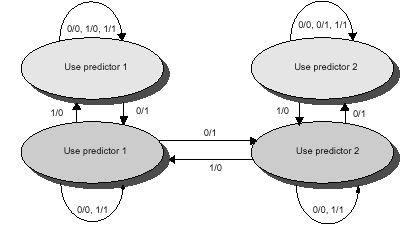 0/0, 1/0, 1/1
0/0, 0/1, 1/1
Use predictor 1
Use predictor 2
1/0
0/1
1/0
0/1
0/1
Use predictor 1
Use predictor 2
1/0
0/0, 1/1
0/0, 1/1